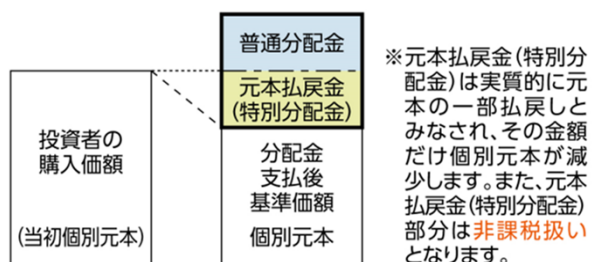 普通分配金
元本払戻金
(特別分配金)
投資者の
購入価額
(当初個別元本)
分配金
支払後
基準価額
個別元本
※元本払戻金(特別分
配金)は実質的に元
本の一部払戻しと
みなされ、その金額
だけ個別元本が減
少します。また、元本
払戻金(特別分配金)
部分は非課税扱い
となります。